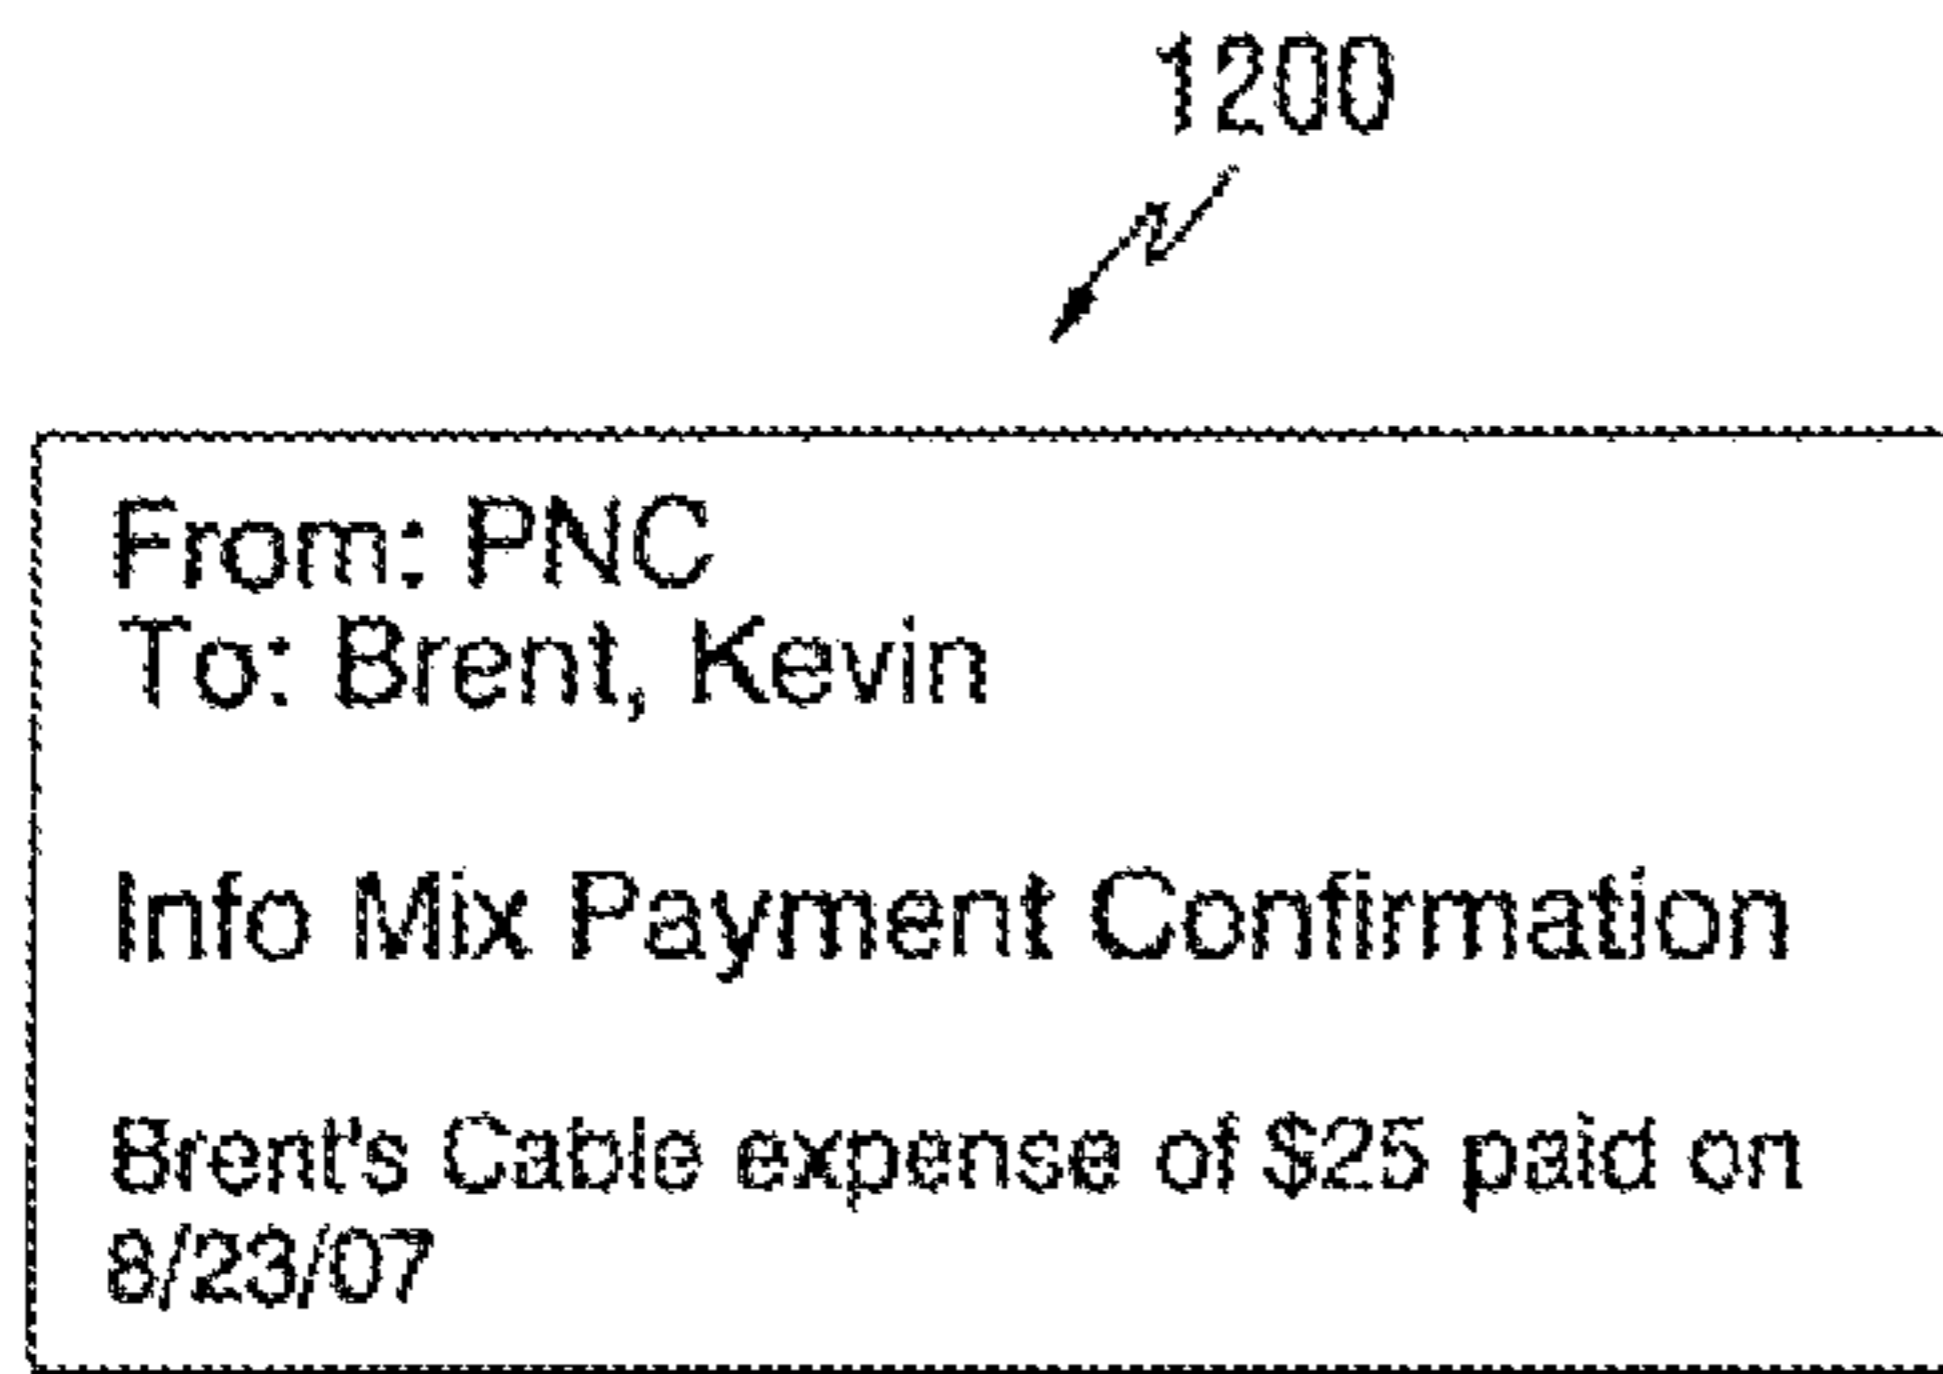 1200
From: PNC
To: Brent, Kevin
Info Mix Payment Confirmation
Brent's Cable expense of $25 paid on
8/23/07